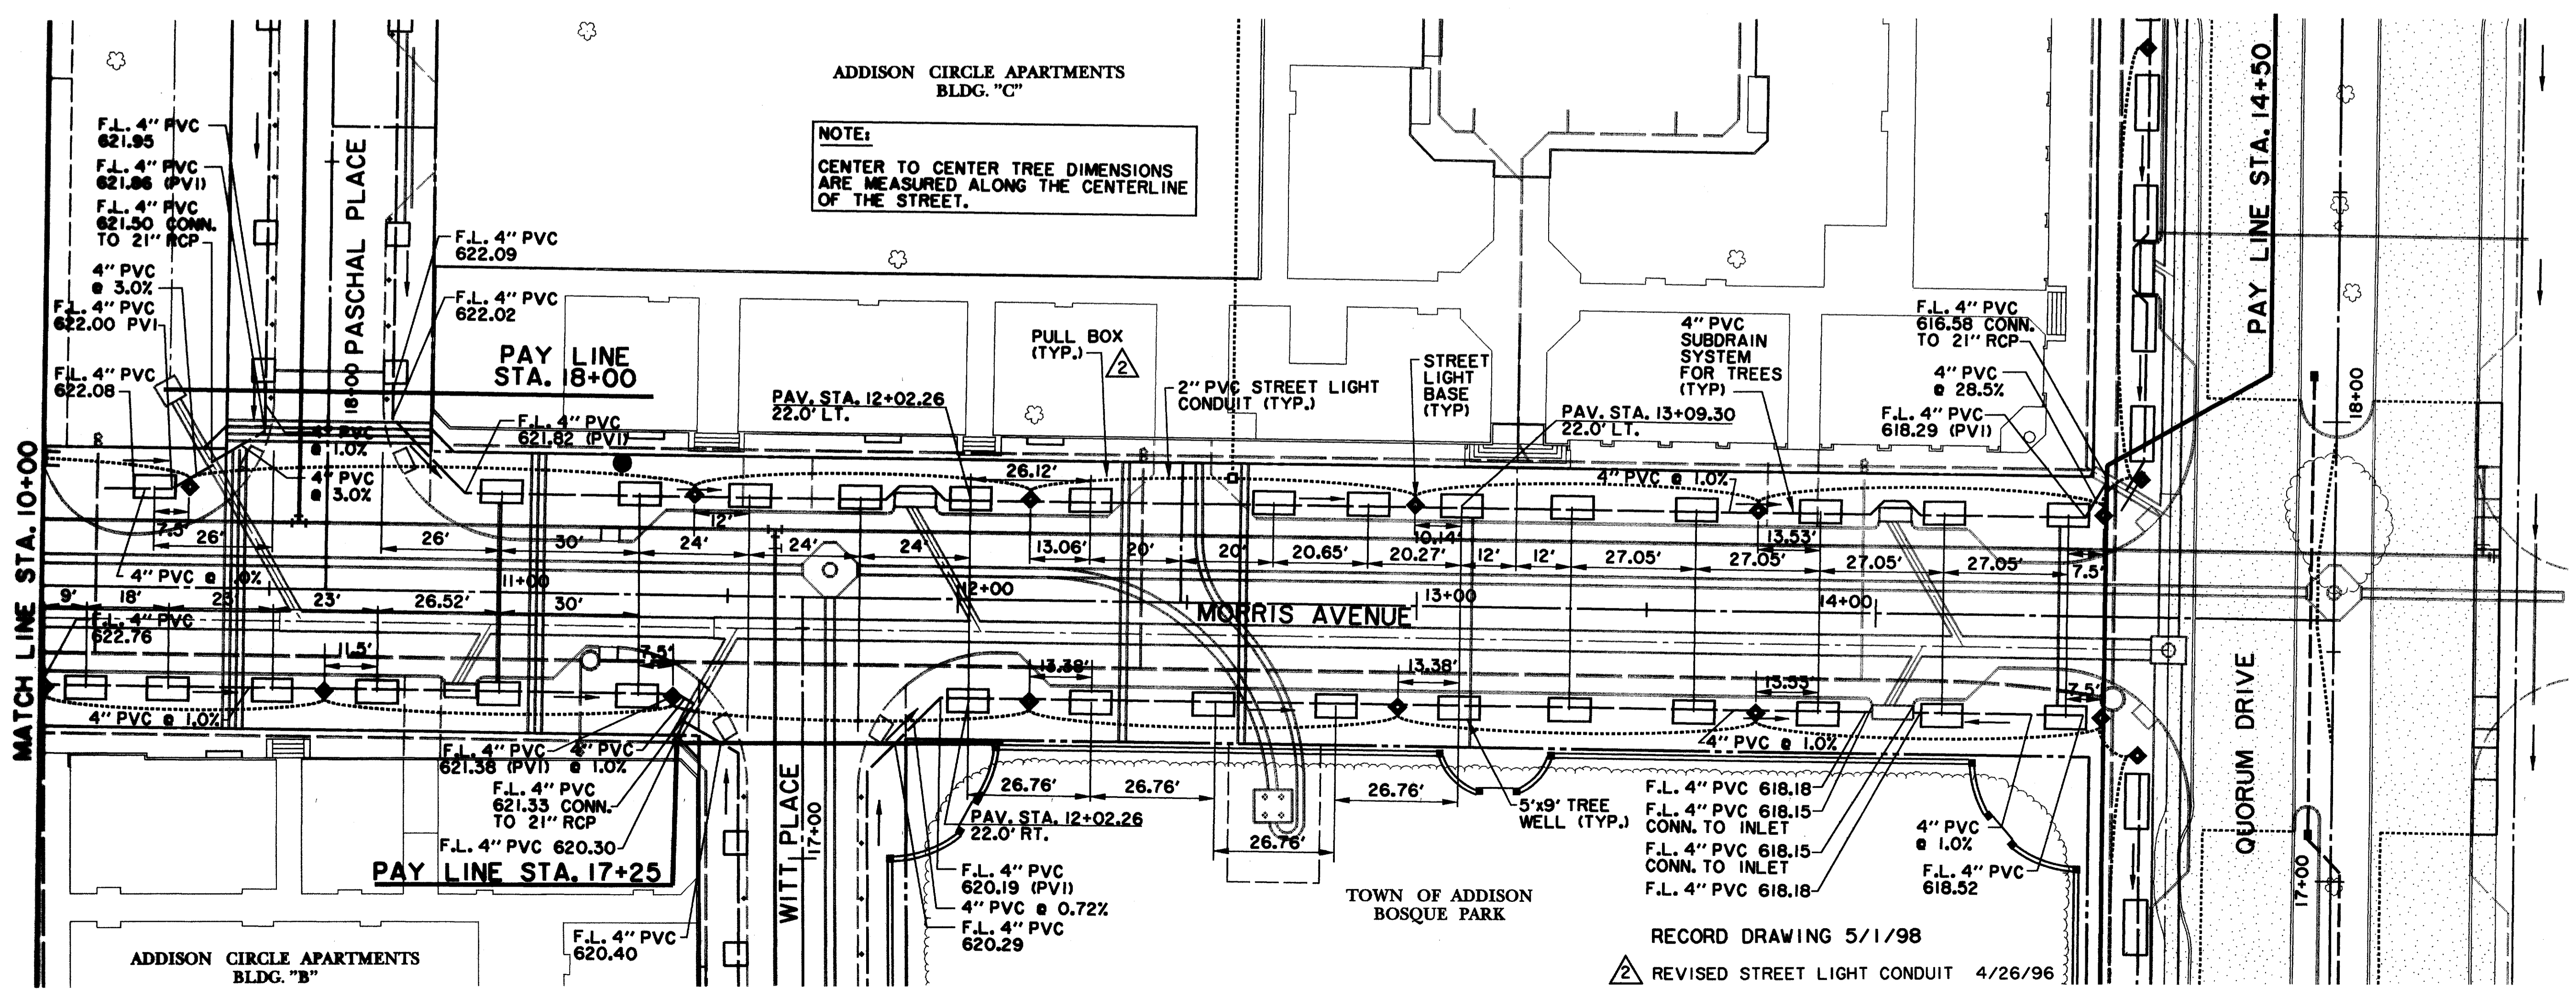 ADDISON CIRCLE APARTMENTS
BLDG. "C"
NOTE:
CENTER TO CENTER TREE DIMENSIONS
ARE MEASURED ALONG THE CENTERLINE
OF THE STREET.
F.L. 4" PVC
621.95
F.L. 4" PVC
621.86 (PVI)
F.L. 4" PVC
621.50 CONN.
TO 21" RCP
4" PVC
@ 3.0%
F.L. 4" PVC
622.00 PVI
F.L. 4" PVC
622.08
PASCHAL PLACE
18+00
F.L. 4" PVC
622.09
F.L. 4" PVC
622.02
PAY LINE
STA. 18+00
F.L. 4" PVC
621.82 (PVI)
4" PVC
@ 1.0%
4" PVC
@ 3.0%
PAV. STA. 12+02.26
22.0' LT.
PULL BOX
(TYP.)
2
2" PVC STREET LIGHT
CONDUIT (TYP.)
STREET
LIGHT
BASE
(TYP)
PAV. STA. 13+09.30
22.0' LT.
4" PVC
SUBDRAIN
SYSTEM
FOR TREES
(TYP)
F.L. 4" PVC
616.58 CONN.
TO 21" RCP
4" PVC
@ 28.5%
F.L. 4" PVC
618.29 (PVI)
PAY LINE STA. 14+50
18+00
MATCH LINE STA. 10+00
B
B
B
26.12'
4" PVC @ 1.0%
12'
10.14'
13.53'
7.5'
26'
26'
30'
24'
24'
24'
13.06'
20'
20'
20.65'
20.27'
12'
12'
27.05'
27.05'
27.05'
27.05'
7.5'
11+00
12+00
13+00
14+00
MORRIS AVENUE
9'
18'
23'
23'
26.52'
30'
F.L. 4" PVC
622.76
11.5'
7.5'
13.38'
13.38'
13.53'
7.5'
4" PVC @ 1.0%
F.L. 4" PVC
621.38 (PVI)
4" PVC
@ 1.0%
F.L. 4" PVC
621.33 CONN.
TO 21" RCP
F.L. 4" PVC 620.30
PAY LINE STA. 17+25
F.L. 4" PVC
620.40
WITT PLACE
17+00
26.76'
26.76'
26.76'
26.76'
PAV. STA. 12+02.26
22.0' RT.
F.L. 4" PVC
620.19 (PVI)
4" PVC @ 0.72%
F.L. 4" PVC
620.29
5'x9' TREE
WELL (TYP.)
4" PVC @ 1.0%
F.L. 4" PVC 618.18
F.L. 4" PVC 618.15
CONN. TO INLET
F.L. 4" PVC 618.15
CONN. TO INLET
F.L. 4" PVC 618.18
4" PVC
@ 1.0%
F.L. 4" PVC
618.52
QUORUM DRIVE
17+00
TOWN OF ADDISON
BOSQUE PARK
ADDISON CIRCLE APARTMENTS
BLDG. "B"
RECORD DRAWING 5/1/98
2 REVISED STREET LIGHT CONDUIT 4/26/96